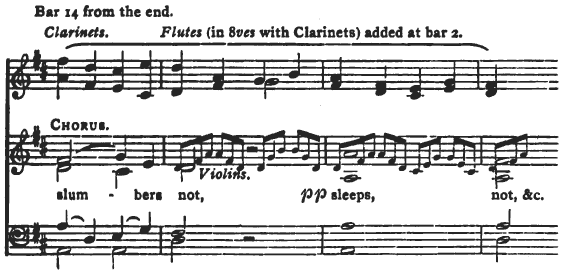 Bar 14 from the end.
Clarinets. Flutes (in 8ves with Clarinets) added at bar 2.
CHORUS.
Violins.
slum - bers not, pp sleeps, not, &c.